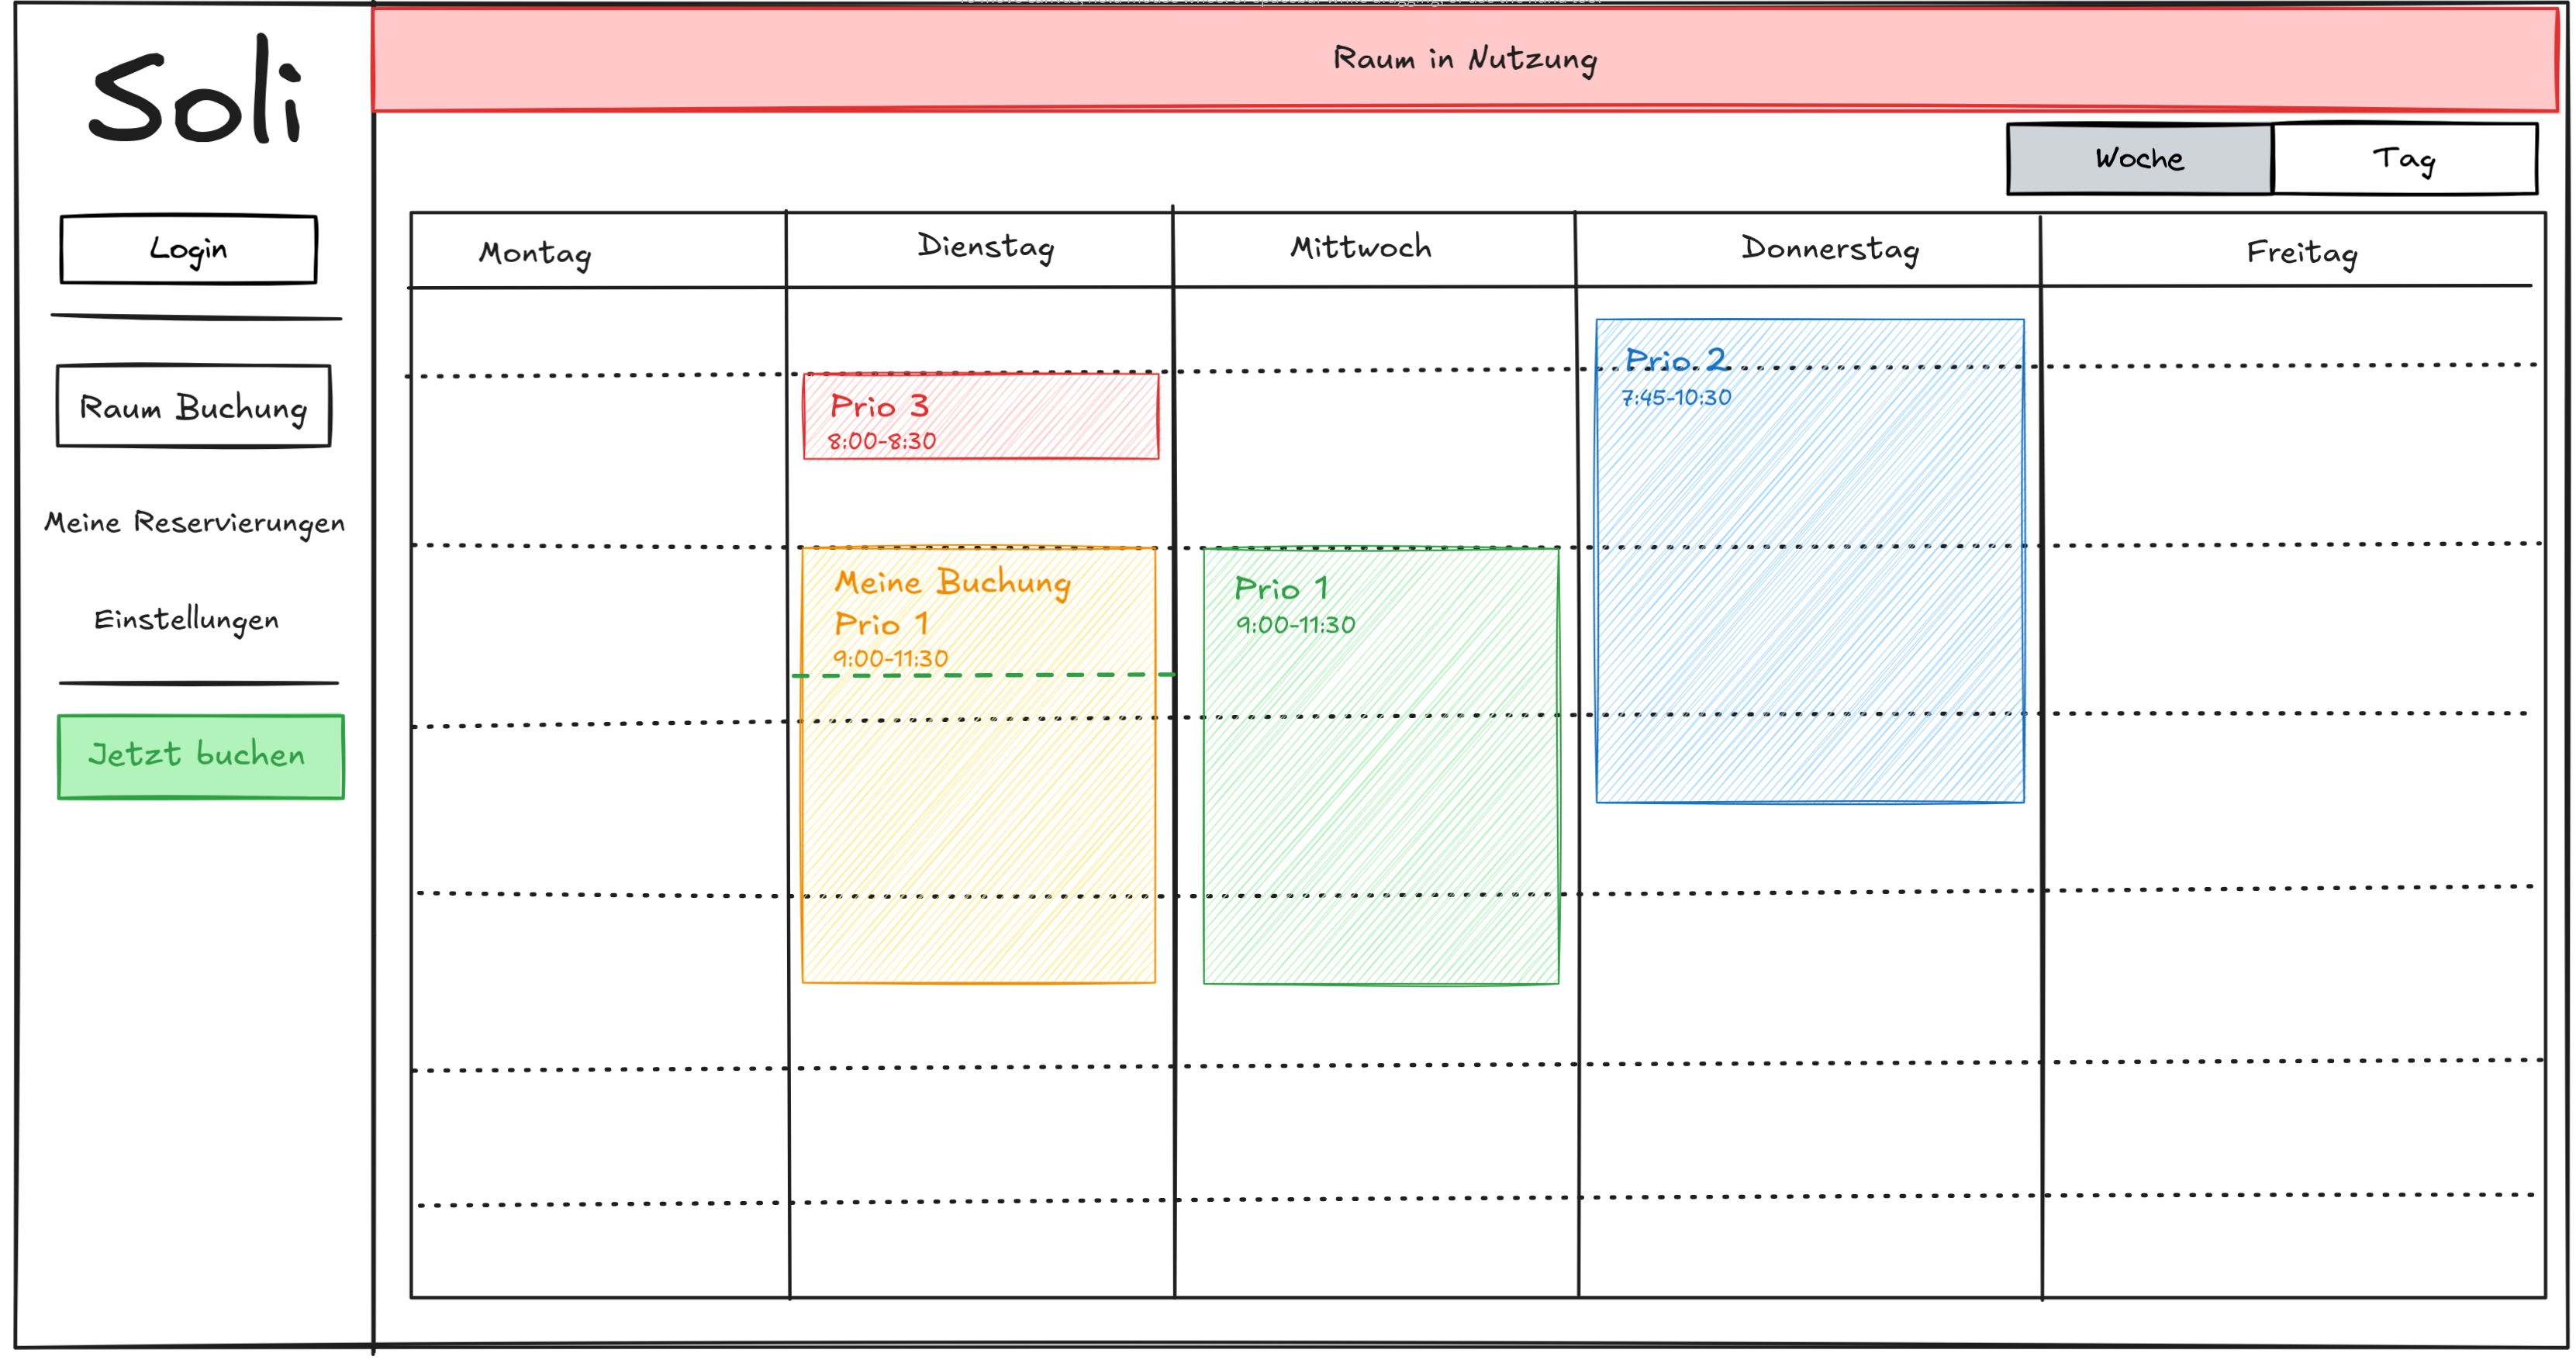 Soli
Login
Raum Buchung
Meine Reservierungen
Einstellungen
Jetzt buchen
Raum in Nutzung
Woche
Tag
Montag
Dienstag
Mittwoch
Donnerstag
Freitag
Prio 3
8:00-8:30
Meine Buchung
Prio 1
9:00-11:30
Prio 1
9:00-11:30
Prio 2
7:45-10:30